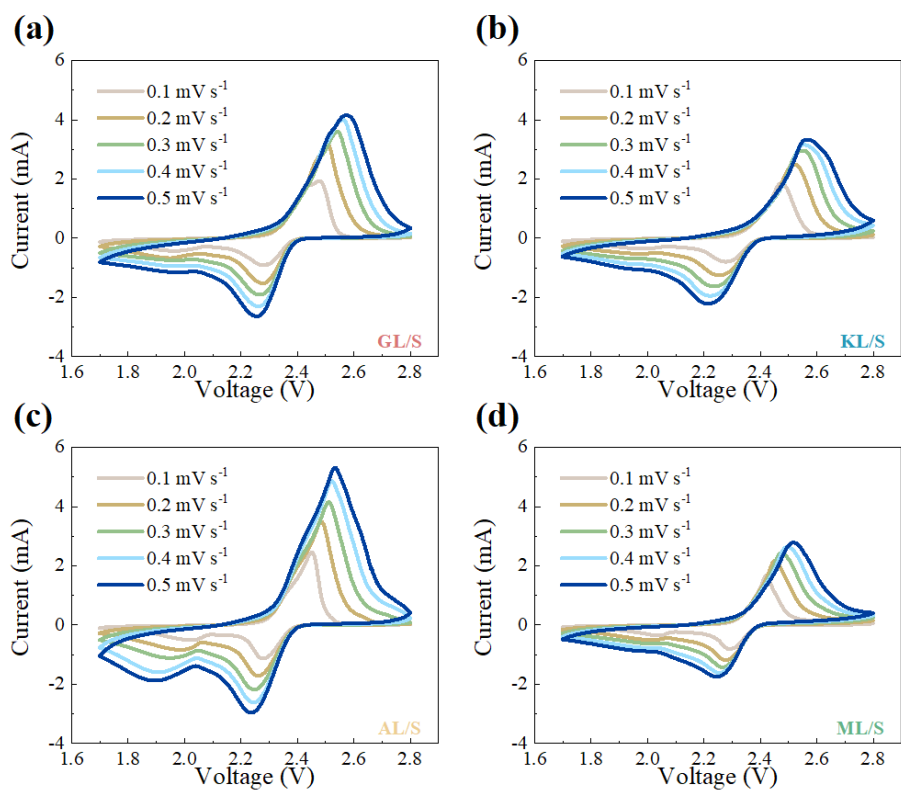 (a)
6
4
2
0
-2
-4
Current (mA)
0.1 mV s⁻¹
0.2 mV s⁻¹
0.3 mV s⁻¹
0.4 mV s⁻¹
0.5 mV s⁻¹
GL/S
1.6 1.8 2.0 2.2 2.4 2.6 2.8
Voltage (V)
(b)
6
4
2
0
-2
-4
Current (mA)
0.1 mV s⁻¹
0.2 mV s⁻¹
0.3 mV s⁻¹
0.4 mV s⁻¹
0.5 mV s⁻¹
KL/S
1.6 1.8 2.0 2.2 2.4 2.6 2.8
Voltage (V)
(c)
6
4
2
0
-2
-4
Current (mA)
0.1 mV s⁻¹
0.2 mV s⁻¹
0.3 mV s⁻¹
0.4 mV s⁻¹
0.5 mV s⁻¹
AL/S
1.6 1.8 2.0 2.2 2.4 2.6 2.8
Voltage (V)
(d)
6
4
2
0
-2
-4
Current (mA)
0.1 mV s⁻¹
0.2 mV s⁻¹
0.3 mV s⁻¹
0.4 mV s⁻¹
0.5 mV s⁻¹
ML/S
1.6 1.8 2.0 2.2 2.4 2.6 2.8
Voltage (V)